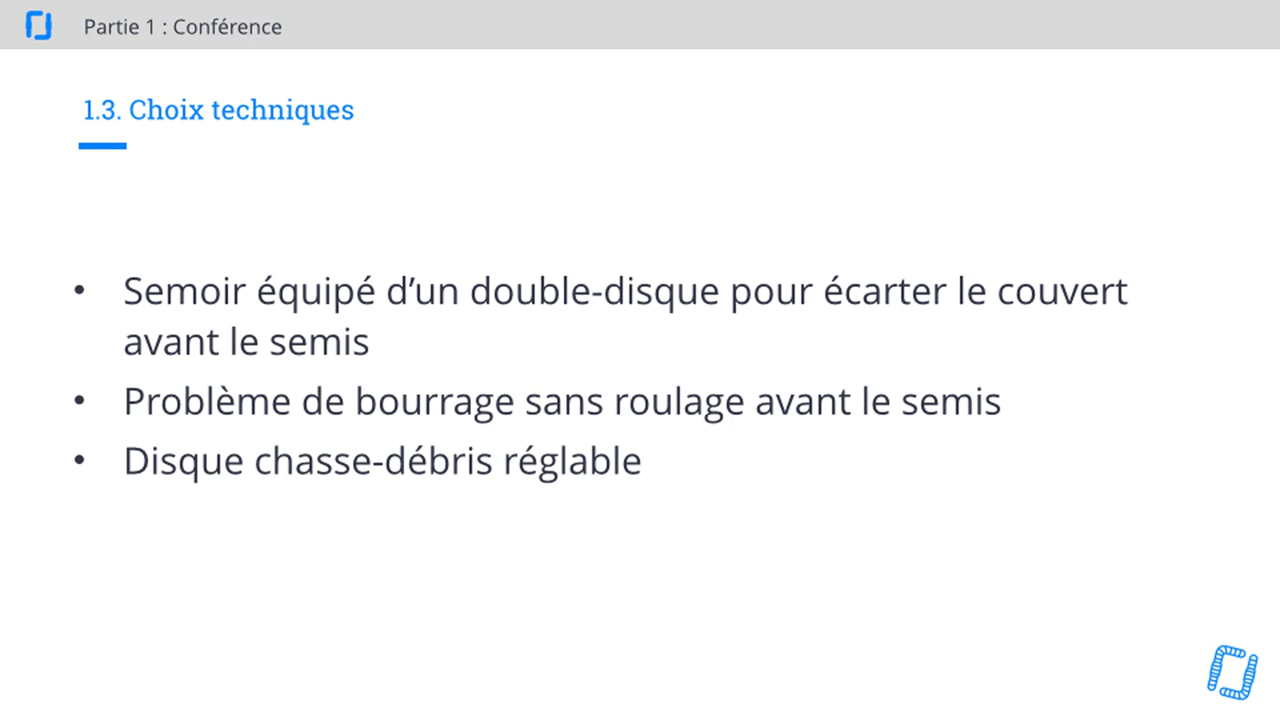 Partie 1 : Conférence
1.3. Choix techniques
• Semoir équipé d’un double-disque pour écarter le couvert
avant le semis
• Problème de bourrage sans roulage avant le semis
• Disque chasse-débris réglable